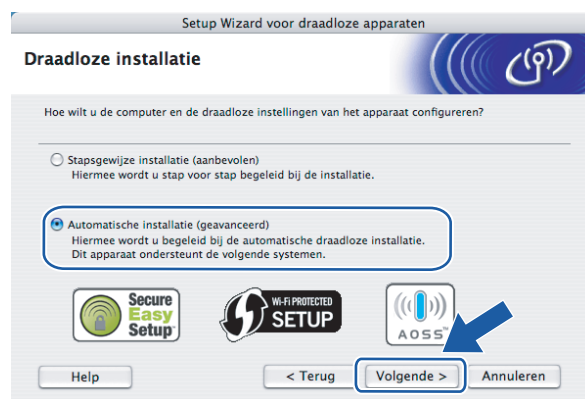 Setup Wizard voor draadloze apparaten
Draadloze installatie
Hoe wilt u de computer en de draadloze instellingen van het apparaat configureren?
Stapsgewijze installatie (aanbevolen)
Hiermee wordt u stap voor stap begeleid bij de installatie.
Automatische installatie (geavanceerd)
Hiermee wordt u begeleid bij de automatische draadloze installatie.
Dit apparaat ondersteunt de volgende systemen.
Secure
Easy
Setup
Wi-Fi PROTECTED
SETUP
AOSS™
Help
< Terug
Volgende >
Annuleren